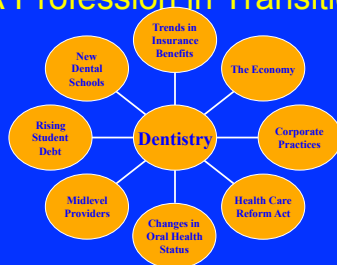 A Profession in Transiti
Trends in
Insurance
Benefits
New
Dental
Schools
The Economy
Rising
Student
Debt
Dentistry
Corporate
Practices
Midlevel
Providers
Health Care
Reform Act
Changes in
Oral Health
Status